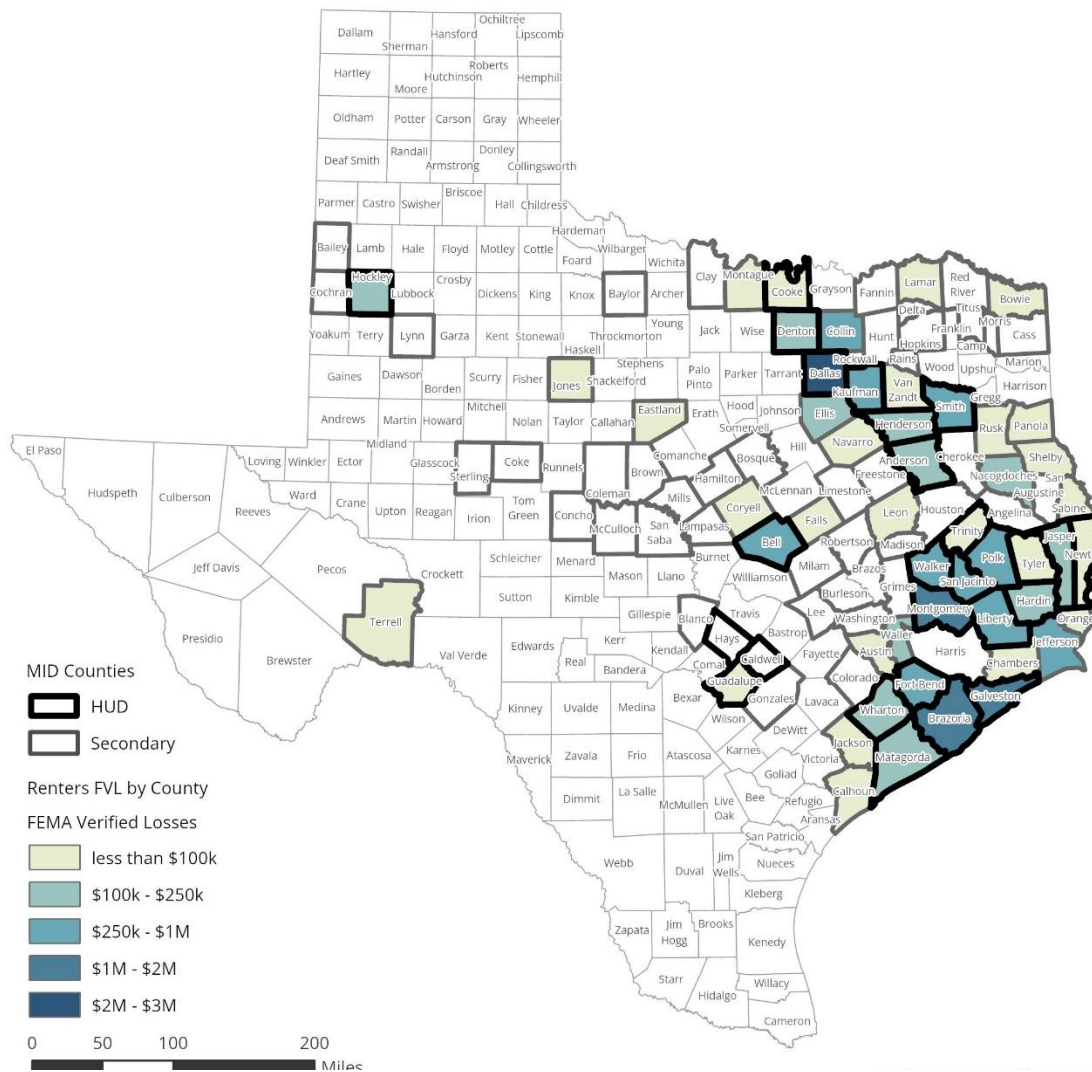 Ochiltree
Dallam
Sherman
Hansford
Lipscomb
Hartley
Moore
Hutchinson
Roberts
Hemphill
Oldham
Potter
Carson
Gray
Wheeler
Deaf Smith
Randall
Armstrong
Donley
Collingsworth
Parmer
Castro
Swisher
Briscoe
Hall
Childress
Hardeman
Bailey
Lamb
Hale
Floyd
Motley
Cottle
Foard
Wilbarger
Wichita
Clay
Montague
Cooke
Grayson
Fannin
Lamar
Red
River
Bowie
Cochran
Hockley
Lubbock
Crosby
Dickens
King
Knox
Baylor
Archer
Delta
Titus
Franklin
Morris
Hopkins
Camp
Cass
Yoakum
Terry
Lynn
Garza
Kent
Stonewall
Haskell
Throckmorton
Young
Jack
Wise
Denton
Collin
Hunt
Rains
Wood
Upshur
Marion
Harrison
Gaines
Dawson
Borden
Scurry
Fisher
Jones
Shackelford
Stephens
Palo
Pinto
Parker
Tarrant
Dallas
Rockwall
Kaufman
Van
Zandt
Smith
Gregg
Andrews
Martin
Howard
Mitchell
Nolan
Taylor
Callahan
Eastland
Erath
Hood
Somervell
Johnson
Ellis
Henderson
Rusk
Panola
El Paso
Hudspeth
Culberson
Loving
Winkler
Ector
Midland
Glasscock
Sterling
Coke
Runnels
Coleman
Brown
Comanche
Bosque
Hill
Navarro
Anderson
Cherokee
Shelby
Reeves
Ward
Crane
Upton
Reagan
Irion
Tom
Green
Concho
McCulloch
San
Saba
Mills
Hamilton
McLennan
Limestone
Freestone
Nacogdoches
San
Augustine
Sabine
Jeff Davis
Pecos
Crockett
Schleicher
Menard
Mason
Llano
Burnet
Lampasas
Coryell
Bell
Falls
Leon
Houston
Angelina
Trinity
Jasper
Newt
Presidio
Brewster
Terrell
Val Verde
Sutton
Kimble
Gillespie
Blanco
Williamson
Milam
Robertson
Madison
Brazos
Grimes
Walker
San Jacinto
Polk
Tyler
Hardin
Edwards
Kerr
Real
Bandera
Kendall
Comal
Hays
Travis
Bastrop
Lee
Burleson
Washington
Montgomery
Liberty
Orange
Jefferson
Kinney
Uvalde
Medina
Bexar
Guadalupe
Caldwell
Gonzales
Fayette
Colorado
Austin
Waller
Harris
Chambers
Maverick
Zavala
Frio
Atascosa
Wilson
Karnes
DeWitt
Lavaca
Wharton
Fort Bend
Brazoria
Galveston
Dimmit
La Salle
McMullen
Live
Oak
Bee
Goliad
Victoria
Jackson
Matagorda
Calhoun
Refugio
Aransas
San Patricio
Webb
Duval
Jim
Wells
Nueces
Kleberg
Zapata
Jim
Hogg
Brooks
Kenedy
Starr
Hidalgo
Willacy
Cameron
MID Counties
HUD
Secondary
Renters FVL by County
FEMA Verified Losses
less than $100k
$100k - $250k
$250k - $1M
$1M - $2M
$2M - $3M
0 50 100 200
Miles